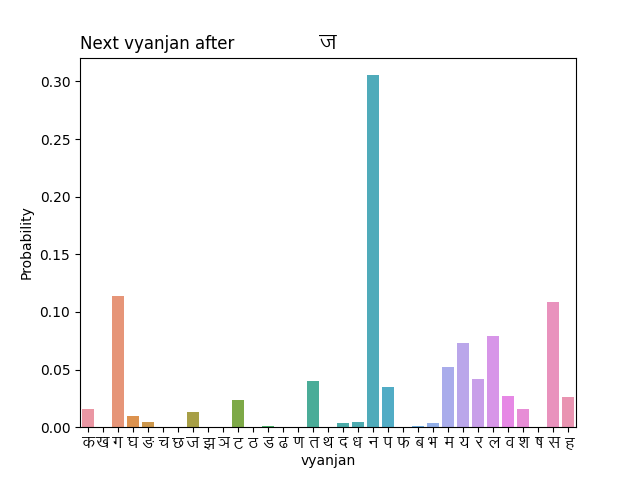 Next vyanjan after ज
0.30
0.25
0.20
0.15
0.10
0.05
0.00
Probability
क ख ग घ ङ च छ ज झ ञ ट ठ ड ढ ण त थ द ध न प फ ब भ म य र ल व श ष स ह
vyanjan